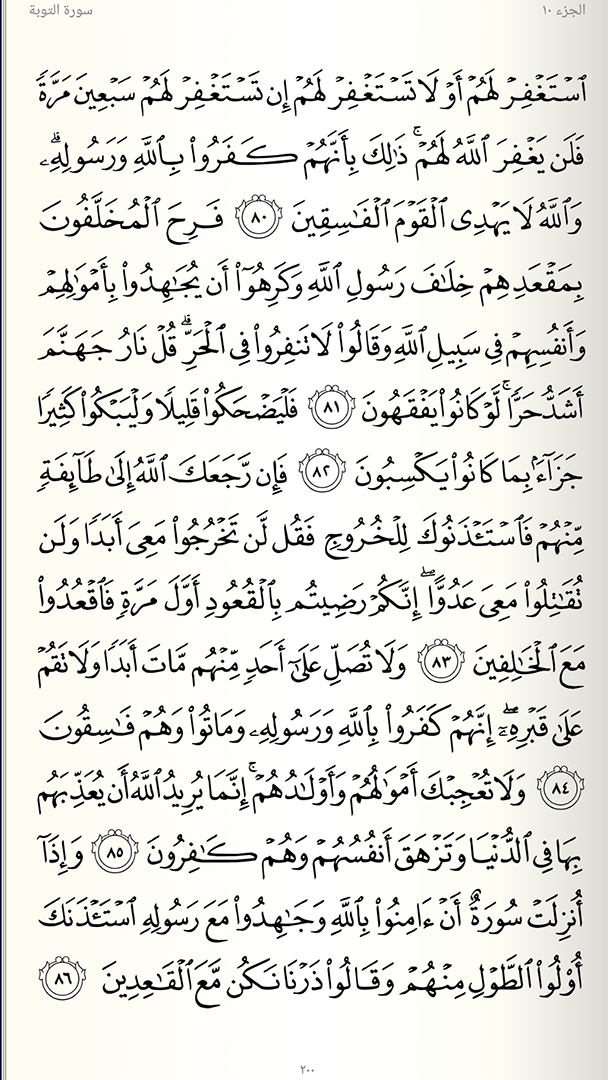 سورة التوبة الجزء ١٠
ٱسْتَغْفِرْ لَهُمْ أَوْ لَا تَسْتَغْفِرْ لَهُمْ إِن تَسْتَغْفِرْ لَهُمْ سَبْعِينَ مَرَّةً
فَلَن يَغْفِرَ ٱللَّهُ لَهُمْ ۚ ذَٰلِكَ بِأَنَّهُمْ كَفَرُوا۟ بِٱللَّهِ وَرَسُولِهِۦ ۗ
وَٱللَّهُ لَا يَهْدِى ٱلْقَوْمَ ٱلْفَـٰسِقِينَ ٨٠ فَرِحَ ٱلْمُخَلَّفُونَ
بِمَقْعَدِهِمْ خِلَـٰفَ رَسُولِ ٱللَّهِ وَكَرِهُوٓا۟ أَن يُجَـٰهِدُوا۟ بِأَمْوَٰلِهِمْ
وَأَنفُسِهِمْ فِى سَبِيلِ ٱللَّهِ وَقَالُوا۟ لَا تَنفِرُوا۟ فِى ٱلْحَرِّ ۗ قُلْ نَارُ جَهَنَّمَ
أَشَدُّ حَرًّا ۚ لَّوْ كَانُوا۟ يَفْقَهُونَ ٨١ فَلْيَضْحَكُوا۟ قَلِيلًا وَلْيَبْكُوا۟ كَثِيرًا
جَزَآءًۢ بِمَا كَانُوا۟ يَكْسِبُونَ ٨٢ فَإِن رَّجَعَكَ ٱللَّهُ إِلَىٰ طَآئِفَةٍ
مِّنْهُمْ فَٱسْتَـْٔذَنُوكَ لِلْخُرُوجِ فَقُل لَّن تَخْرُجُوا۟ مَعِىَ أَبَدًا وَلَن
تُقَـٰتِلُوا۟ مَعِىَ عَدُوًّا ۖ إِنَّكُمْ رَضِيتُم بِٱلْقُعُودِ أَوَّلَ مَرَّةٍ فَٱقْعُدُوا۟
مَعَ ٱلْخَـٰلِفِينَ ٨٣ وَلَا تُصَلِّ عَلَىٰٓ أَحَدٍ مِّنْهُم مَّاتَ أَبَدًا وَلَا تَقُمْ
عَلَىٰ قَبْرِهِۦٓ ۖ إِنَّهُمْ كَفَرُوا۟ بِٱللَّهِ وَرَسُولِهِۦ وَمَاتُوا۟ وَهُمْ فَـٰسِقُونَ
٨٤ وَلَا تُعْجِبْكَ أَمْوَٰلُهُمْ وَأَوْلَـٰدُهُمْ ۚ إِنَّمَا يُرِيدُ ٱللَّهُ أَن يُعَذِّبَهُم
بِهَا فِى ٱلدُّنْيَا وَتَزْهَقَ أَنفُسُهُمْ وَهُمْ كَـٰفِرُونَ ٨٥ وَإِذَآ
أُنزِلَتْ سُورَةٌ أَنْ ءَامِنُوا۟ بِٱللَّهِ وَجَـٰهِدُوا۟ مَعَ رَسُولِهِ ٱسْتَـْٔذَنَكَ
أُو۟لُوا۟ ٱلطَّوْلِ مِنْهُمْ وَقَالُوا۟ ذَرْنَا نَكُن مَّعَ ٱلْقَـٰعِدِينَ ٨٦
٢٠٠